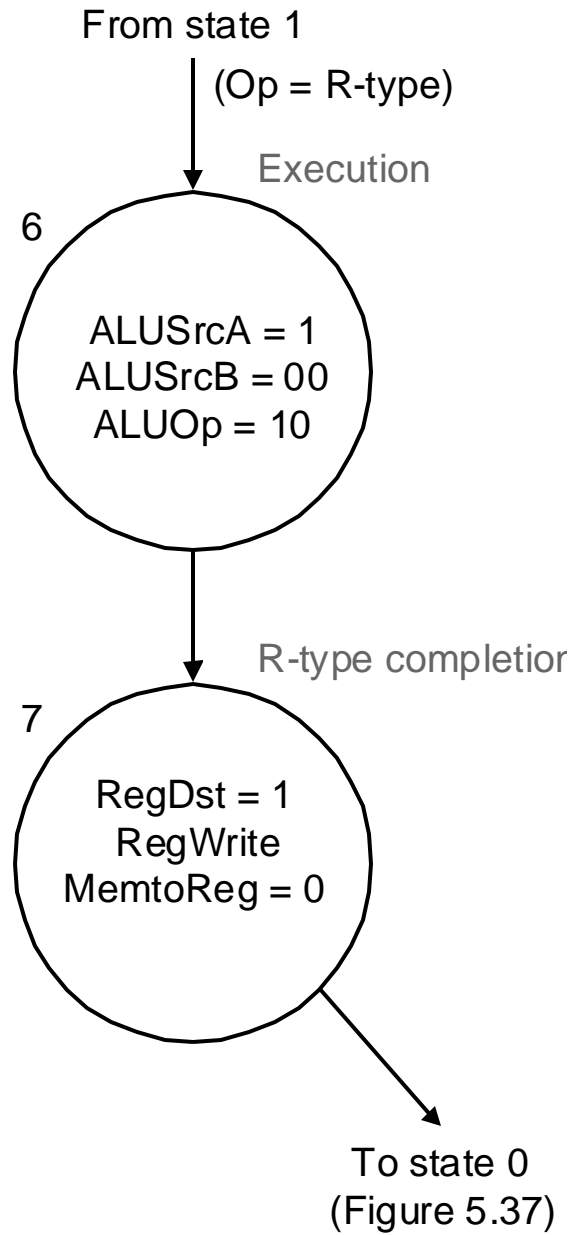 From state 1
(Op = R-type)
Execution
6
ALUSrcA = 1
ALUSrcB = 00
ALUOp = 10
R-type completion
7
RegDst = 1
RegWrite
MemtoReg = 0
To state 0
(Figure 5.37)